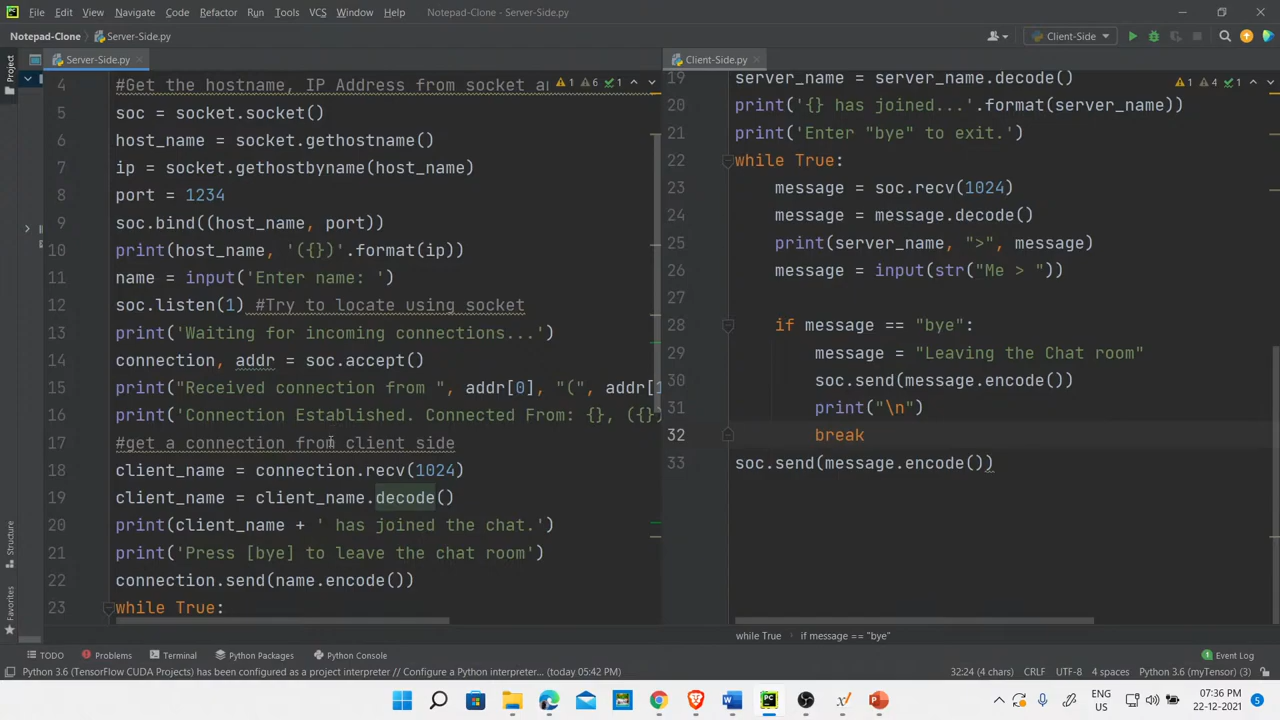 File Edit View Navigate Code Refactor Run Tools VCS Window Help Notepad-Clone - Server-Side.py
Notepad-Clone Server-Side.py Client-Side
Project
Server-Side.py
4 #Get the hostname, IP Address from socket a
1 6 1
5 soc = socket.socket()
6 host_name = socket.gethostname()
7 ip = socket.gethostbyname(host_name)
8 port = 1234
9 soc.bind((host_name, port))
10 print(host_name, '({})'.format(ip))
11 name = input('Enter name: ')
12 soc.listen(1) #Try to locate using socket
13 print('Waiting for incoming connections...')
14 connection, addr = soc.accept()
15 print("Received connection from ", addr[0], "(", addr[1
16 print('Connection Established. Connected From: {}, ({}
17 #get a connection from client side
18 client_name = connection.recv(1024)
19 client_name = client_name.decode()
20 print(client_name + ' has joined the chat.')
21 print('Press [bye] to leave the chat room')
22 connection.send(name.encode())
23 while True:
Client-Side.py
1 4 1
19 server_name = server_name.decode()
20 print('{} has joined...'.format(server_name))
21 print('Enter "bye" to exit.')
22 while True:
23 message = soc.recv(1024)
24 message = message.decode()
25 print(server_name, ">", message)
26 message = input(str("Me > "))
27
28 if message == "bye":
29 message = "Leaving the Chat room"
30 soc.send(message.encode())
31 print("\n")
32 break
33 soc.send(message.encode())
Structure
Favorites
while True if message == "bye"
TODO Problems Terminal Python Packages Python Console 1 Event Log
Python 3.6 (TensorFlow CUDA Projects) has been configured as a project interpreter // Configure a Python interpreter... (today 05:42 PM) 32:24 (4 chars) CRLF UTF-8 4 spaces Python 3.6 (myTensor) (3)
ENG
US
07:36 PM
22-12-2021
5